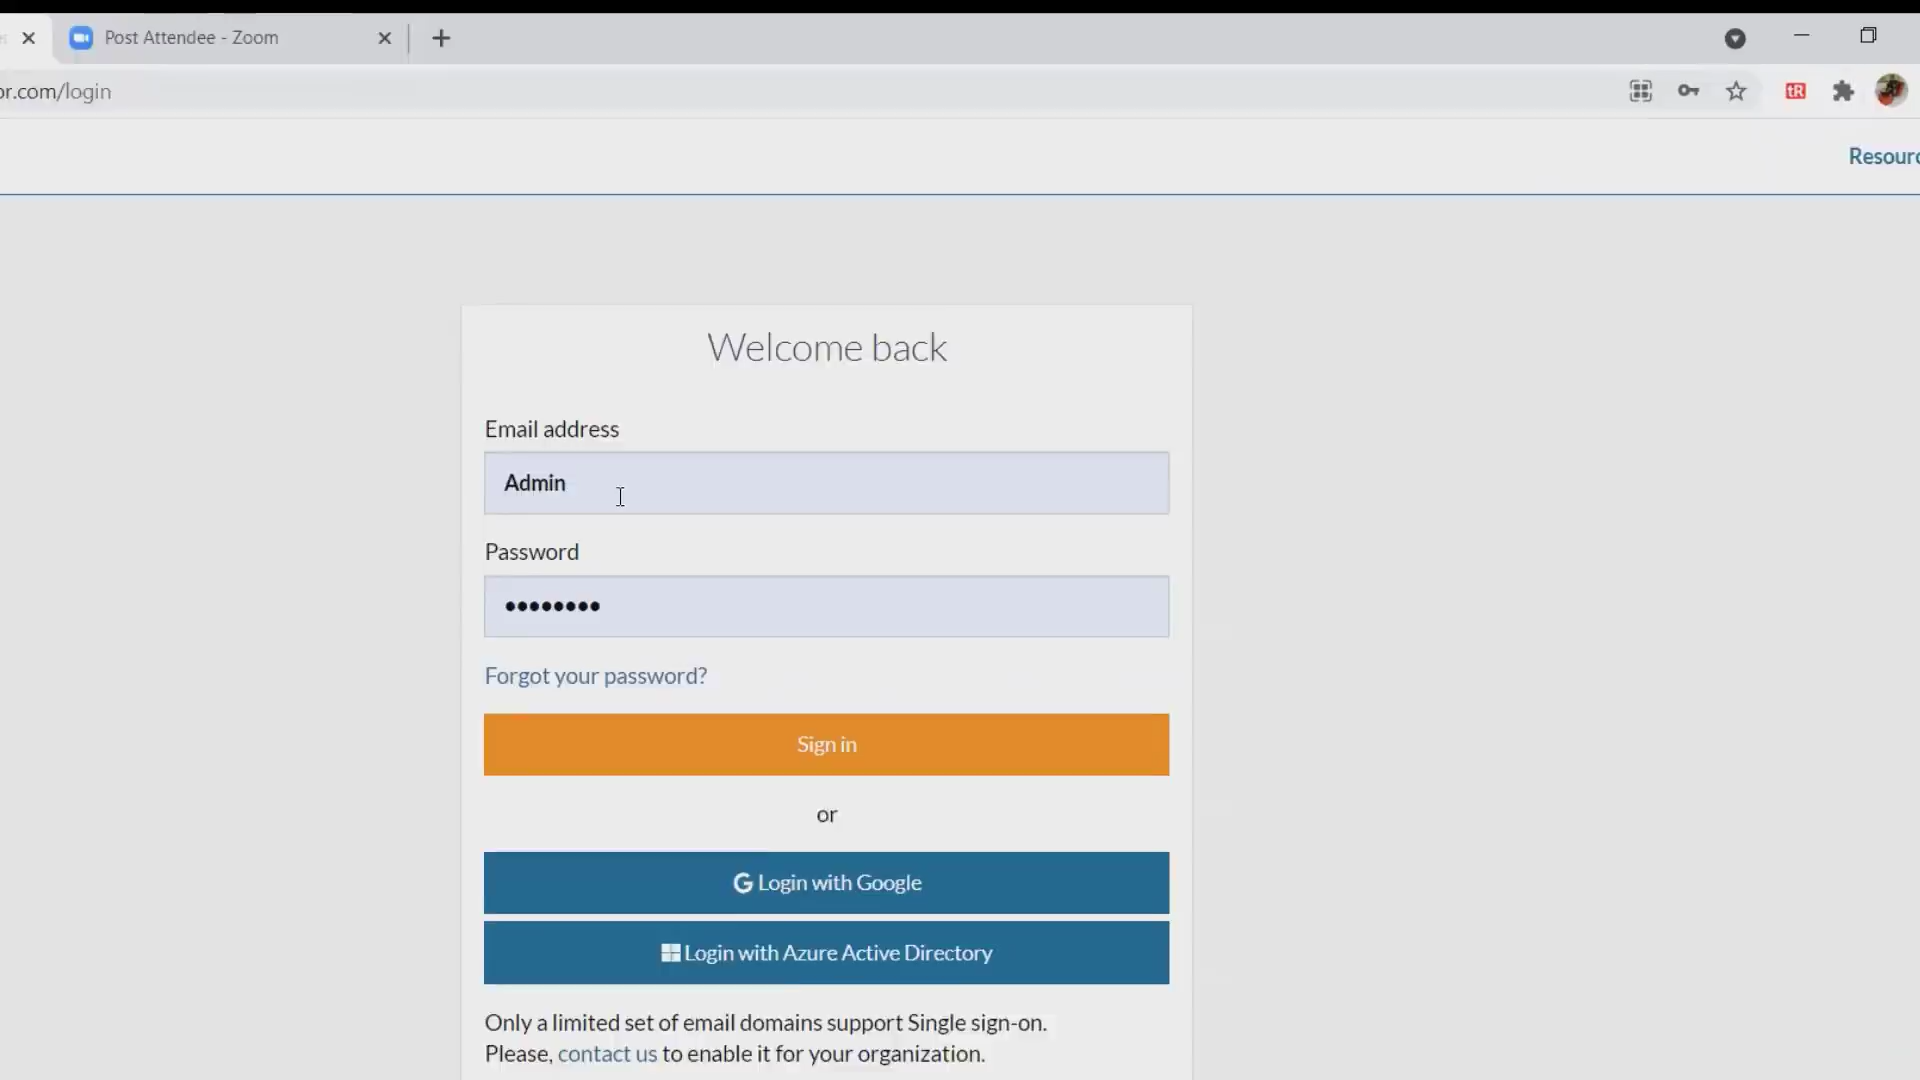 Post Attendee - Zoom
or.com/login
tR
Resourc
Welcome back
Email address
Admin
Password
••••••••
Forgot your password?
Sign in
or
G Login with Google
Login with Azure Active Directory
Only a limited set of email domains support Single sign-on.
Please, contact us to enable it for your organization.